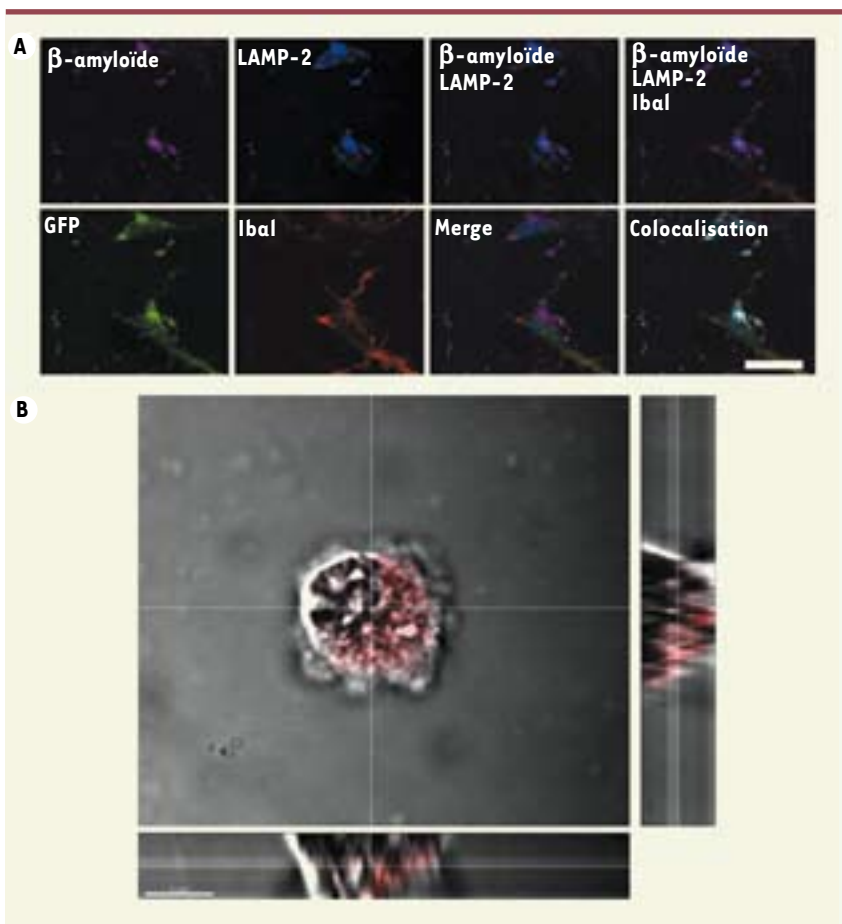 A
β-amyloïde
LAMP-2
β-amyloïde
LAMP-2
β-amyloïde
LAMP-2
Ibal
GFP
Ibal
Merge
Colocalisation
B